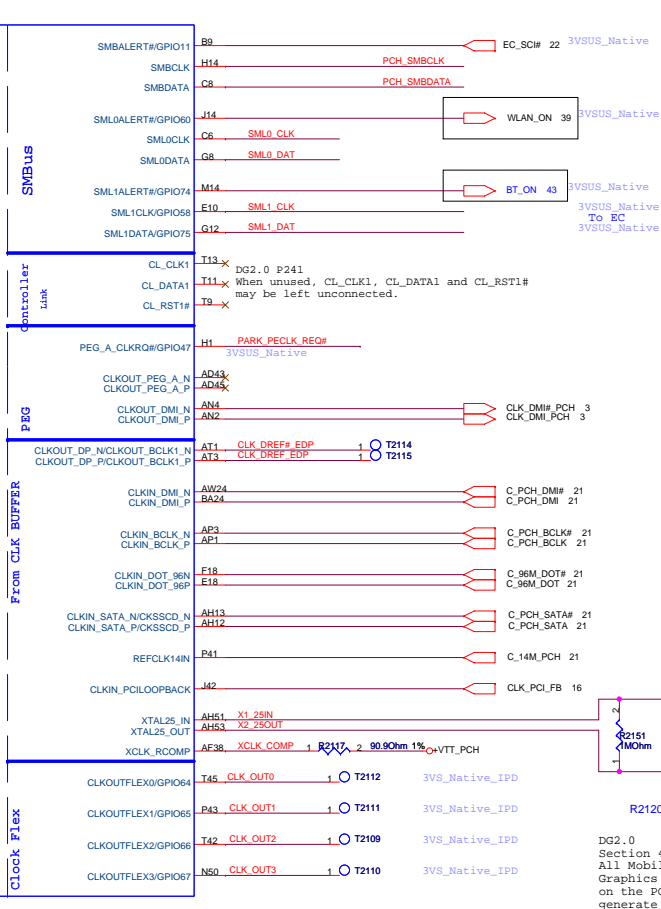 SMBus
SMBALERT#/GPIO11 B9 EC_SCI# 22 3VSUS_Native
SMBCLK H14 PCH_SMBCLK
SMBDATA C8 PCH_SMBDATA
SML0ALERT#/GPIO60 J14 WLAN_ON 39 3VSUS_Native
SML0CLK C6 SML0_CLK
SML0DATA G8 SML0_DAT
SML1ALERT#/GPIO74 M14 BT_ON 43 3VSUS_Native
SML1CLK/GPIO58 E10 SML1_CLK 3VSUS_Native
To EC
SML1DATA/GPIO75 G12 SML1_DAT 3VSUS_Native
Controller
Link
CL_CLK1 T13
DG2.0 P241
CL_DATA1 T11 When unused, CL_CLK1, CL_DATA1 and CL_RST1#
may be left unconnected.
CL_RST1# T9
PEG
PEG_A_CLKRQ#/GPIO47 H1 PARK_PECLK_REQ#
3VSUS_Native
CLKOUT_PEG_A_N AD43
CLKOUT_PEG_A_P AD45
CLKOUT_DMI_N AN4 CLK_DMI#_PCH 3
CLKOUT_DMI_P AN2 CLK_DMI_PCH 3
From CLK BUFFER
CLKOUT_DP_N/CLKOUT_BCLK1_N AT1 CLK_DREF#_EDP 1 T2114
CLKOUT_DP_P/CLKOUT_BCLK1_P AT3 CLK_DREF_EDP 1 T2115
CLKIN_DMI_N AW24 C_PCH_DMI# 21
CLKIN_DMI_P BA24 C_PCH_DMI 21
CLKIN_BCLK_N AP3 C_PCH_BCLK# 21
CLKIN_BCLK_P AP1 C_PCH_BCLK 21
CLKIN_DOT_96N F18 C_96M_DOT# 21
CLKIN_DOT_96P E18 C_96M_DOT 21
CLKIN_SATA_N/CKSSCD_N AH13 C_PCH_SATA# 21
CLKIN_SATA_P/CKSSCD_P AH12 C_PCH_SATA 21
REFCLK14IN P41 C_14M_PCH 21
CLKIN_PCILOOPBACK J42 CLK_PCI_FB 16
XTAL25_IN AH51 X1_25IN
XTAL25_OUT AH53 X2_25OUT
XCLK_RCOMP AF38 XCLK_COMP 1 R2117 2 90.9Ohm 1% +VTT_PCH
2
R2151
1MOhm
1
Clock Flex
CLKOUTFLEX0/GPIO64 T45 CLK_OUT0 1 T2112 3VS_Native_IPD
CLKOUTFLEX1/GPIO65 P43 CLK_OUT1 1 T2111 3VS_Native_IPD
CLKOUTFLEX2/GPIO66 T42 CLK_OUT2 1 T2109 3VS_Native_IPD
CLKOUTFLEX3/GPIO67 N50 CLK_OUT3 1 T2110 3VS_Native_IPD
R2120
DG2.0
Section 4
All Mobil
Graphics
on the PC
generate